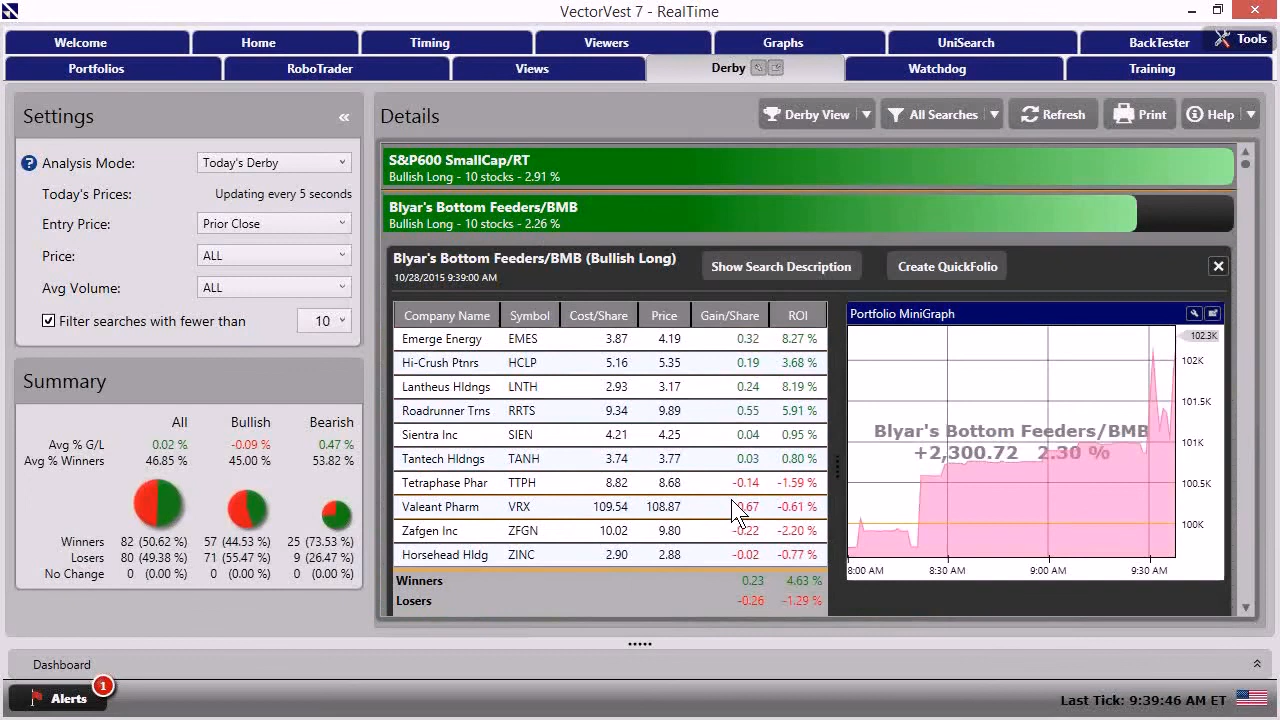 VectorVest 7 - RealTime
Welcome Home Timing Viewers Graphs UniSearch BackTester Tools
Portfolios RoboTrader Views Derby Watchdog Training
Settings «
Analysis Mode: Today's Derby
Today's Prices: Updating every 5 seconds
Entry Price: Prior Close
Price: ALL
Avg Volume: ALL
Filter searches with fewer than 10
Summary
All Bullish Bearish
Avg % G/L 0.02 % -0.09 % 0.47 %
Avg % Winners 46.85 % 45.00 % 53.82 %
Winners 82 (50.62 %) 57 (44.53 %) 25 (73.53 %)
Losers 80 (49.38 %) 71 (55.47 %) 9 (26.47 %)
No Change 0 (0.00 %) 0 (0.00 %) 0 (0.00 %)
Details Derby View All Searches Refresh Print Help
S&P600 SmallCap/RT
Bullish Long - 10 stocks - 2.91 %
Blyar's Bottom Feeders/BMB
Bullish Long - 10 stocks - 2.26 %
Blyar's Bottom Feeders/BMB (Bullish Long)
10/28/2015 9:39:00 AM
Show Search Description Create QuickFolio
Company Name Symbol Cost/Share Price Gain/Share ROI
Emerge Energy EMES 3.87 4.19 0.32 8.27 %
Hi-Crush Ptnrs HCLP 5.16 5.35 0.19 3.68 %
Lantheus Hldngs LNTH 2.93 3.17 0.24 8.19 %
Roadrunner Trns RRTS 9.34 9.89 0.55 5.91 %
Sientra Inc SIEN 4.21 4.25 0.04 0.95 %
Tantech Hldngs TANH 3.74 3.77 0.03 0.80 %
Tetraphase Phar TTPH 8.82 8.68 -0.14 -1.59 %
Valeant Pharm VRX 109.54 108.87 -0.67 -0.61 %
Zafgen Inc ZFGN 10.02 9.80 -0.22 -2.20 %
Horsehead Hldg ZINC 2.90 2.88 -0.02 -0.77 %
Winners 0.23 4.63 %
Losers -0.26 -1.29 %
Portfolio MiniGraph
102.3K
102K
101.5K
Blyar's Bottom Feeders/BMB
101K
+2,300.72 2.30 %
100.5K
100K
8:00 AM 8:30 AM 9:00 AM 9:30 AM
Dashboard
Alerts 1
Last Tick: 9:39:46 AM ET